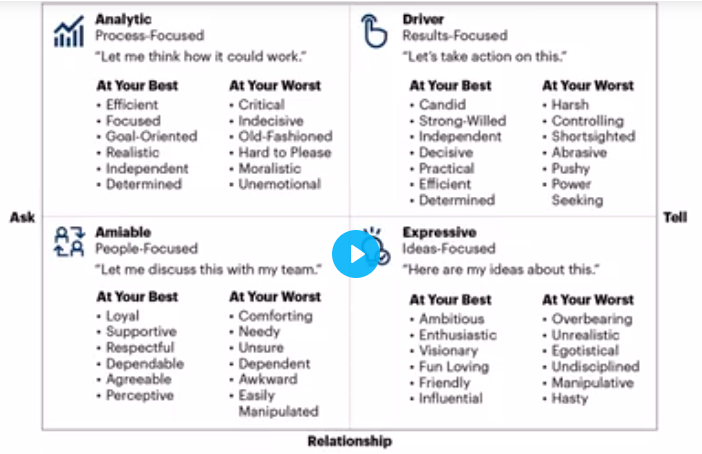 Analytic
Process-Focused
“Let me think how it could work.”
At Your Best
• Efficient
• Focused
• Goal-Oriented
• Realistic
• Independent
• Determined
At Your Worst
• Critical
• Indecisive
• Old-Fashioned
• Hard to Please
• Moralistic
• Unemotional
Driver
Results-Focused
“Let’s take action on this.”
At Your Best
• Candid
• Strong-Willed
• Independent
• Decisive
• Practical
• Efficient
• Determined
At Your Worst
• Harsh
• Controlling
• Shortsighted
• Abrasive
• Pushy
• Power
Seeking
Ask
Tell
Amiable
People-Focused
“Let me discuss this with my team.”
At Your Best
• Loyal
• Supportive
• Respectful
• Dependable
• Agreeable
• Perceptive
At Your Worst
• Comforting
• Needy
• Unsure
• Dependent
• Awkward
• Easily
Manipulated
Expressive
Ideas-Focused
“Here are my ideas about this.”
At Your Best
• Ambitious
• Enthusiastic
• Visionary
• Fun Loving
• Friendly
• Influential
At Your Worst
• Overbearing
• Unrealistic
• Egotistical
• Undisciplined
• Manipulative
• Hasty
Relationship